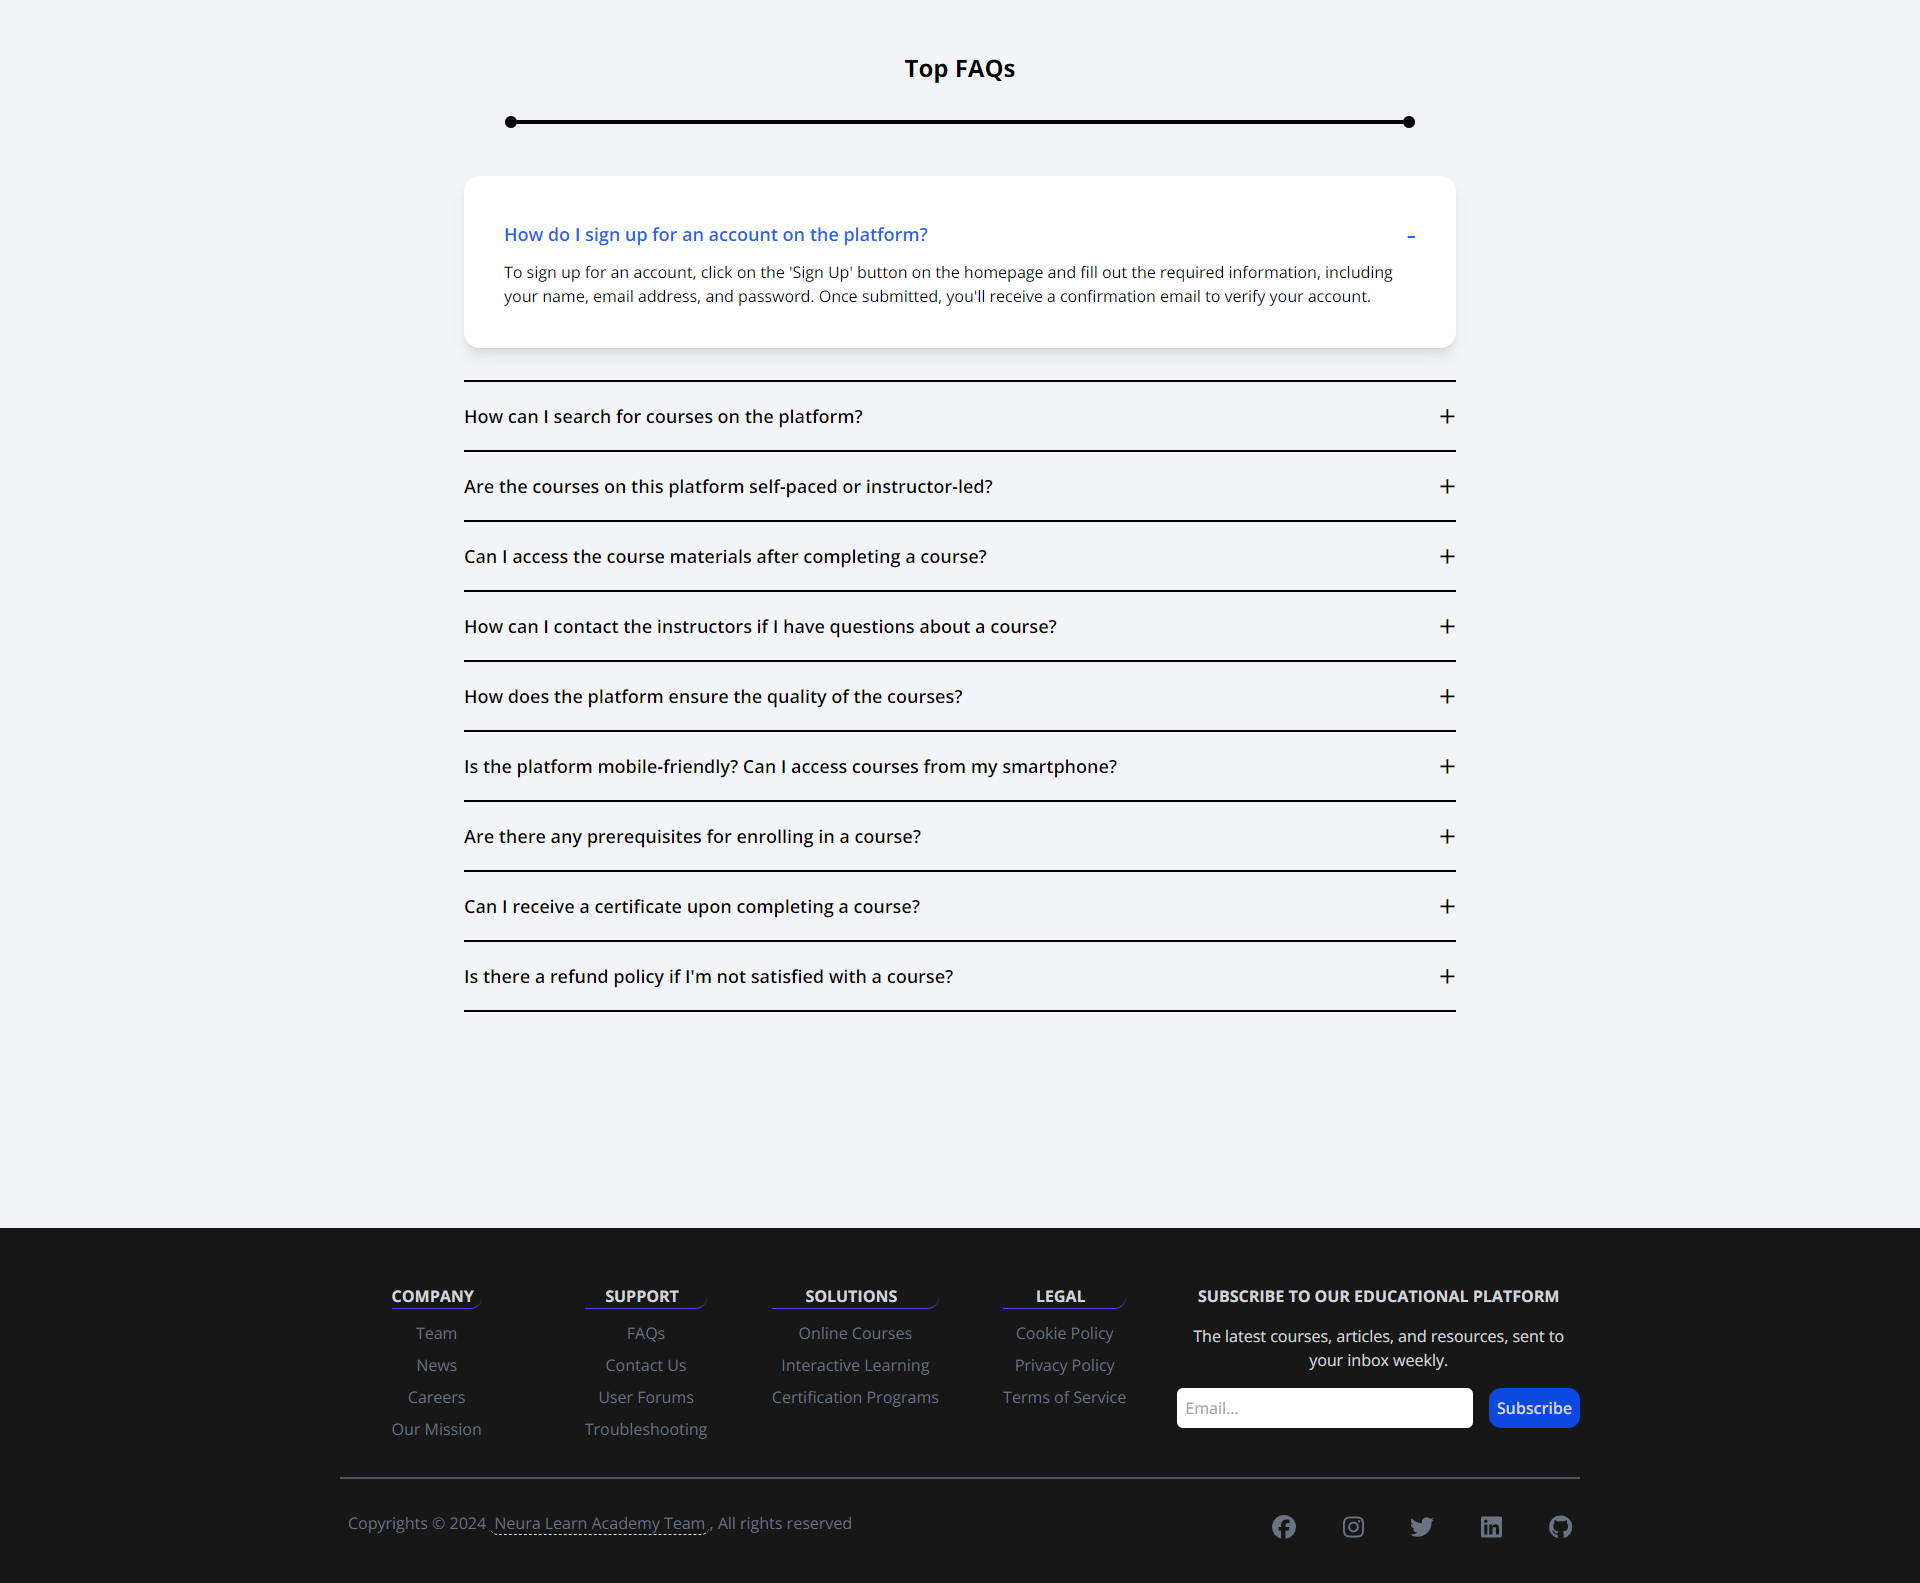 Top FAQs
How do I sign up for an account on the platform?
-
To sign up for an account, click on the 'Sign Up' button on the homepage and fill out the required information, including
your name, email address, and password. Once submitted, you'll receive a confirmation email to verify your account.
How can I search for courses on the platform?
+
Are the courses on this platform self-paced or instructor-led?
+
Can I access the course materials after completing a course?
+
How can I contact the instructors if I have questions about a course?
+
How does the platform ensure the quality of the courses?
+
Is the platform mobile-friendly? Can I access courses from my smartphone?
+
Are there any prerequisites for enrolling in a course?
+
Can I receive a certificate upon completing a course?
+
Is there a refund policy if I'm not satisfied with a course?
+
COMPANY
Team
News
Careers
Our Mission
SUPPORT
FAQs
Contact Us
User Forums
Troubleshooting
SOLUTIONS
Online Courses
Interactive Learning
Certification Programs
LEGAL
Cookie Policy
Privacy Policy
Terms of Service
SUBSCRIBE TO OUR EDUCATIONAL PLATFORM
The latest courses, articles, and resources, sent to
your inbox weekly.
Email...
Subscribe
Copyrights © 2024 Neura Learn Academy Team, All rights reserved